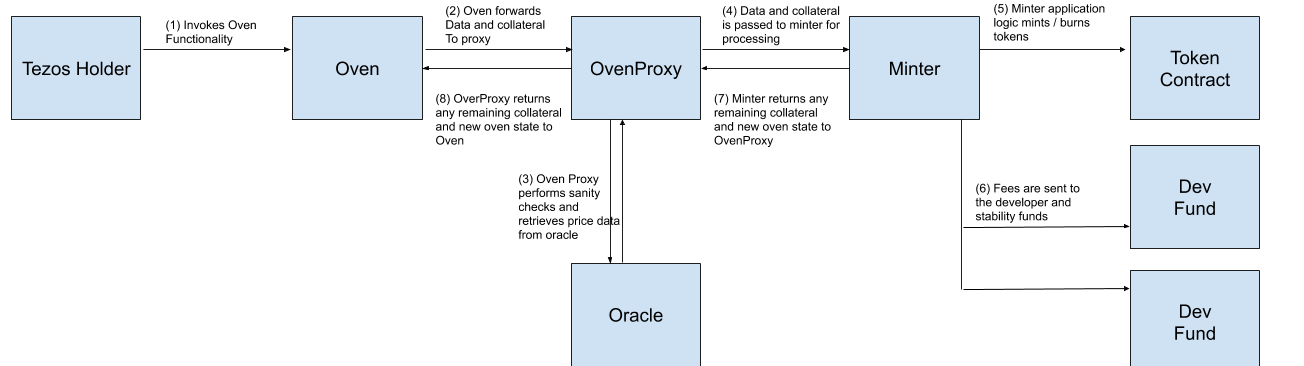 Tezos Holder
(1) Invokes Oven
Functionality
Oven
(2) Oven forwards
Data and collateral
To proxy
(8) OverProxy returns
any remaining collateral
and new oven state to
Oven
OvenProxy
(3) Oven Proxy
performs sanity
checks and
retrieves price data
from oracle
Oracle
(4) Data and collateral
is passed to minter for
processing
(7) Minter returns any
remaining collateral
and new oven state to
OvenProxy
Minter
(5) Minter application
logic mints / burns
tokens
Token
Contract
(6) Fees are sent to
the developer and
stability funds
Dev
Fund
Dev
Fund